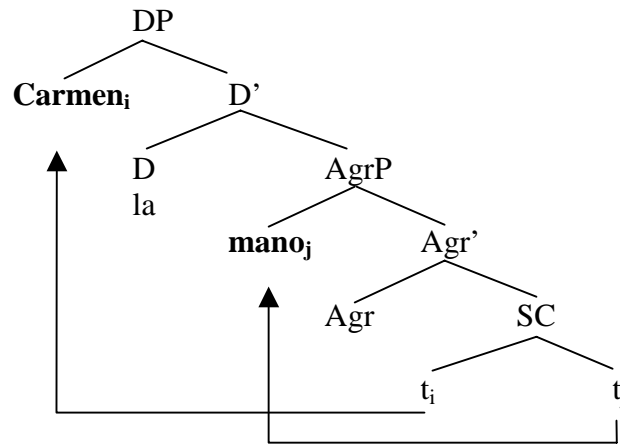 DP
Carmenᵢ D’
D AgrP
la
manoⱼ Agr’
Agr SC
tᵢ t